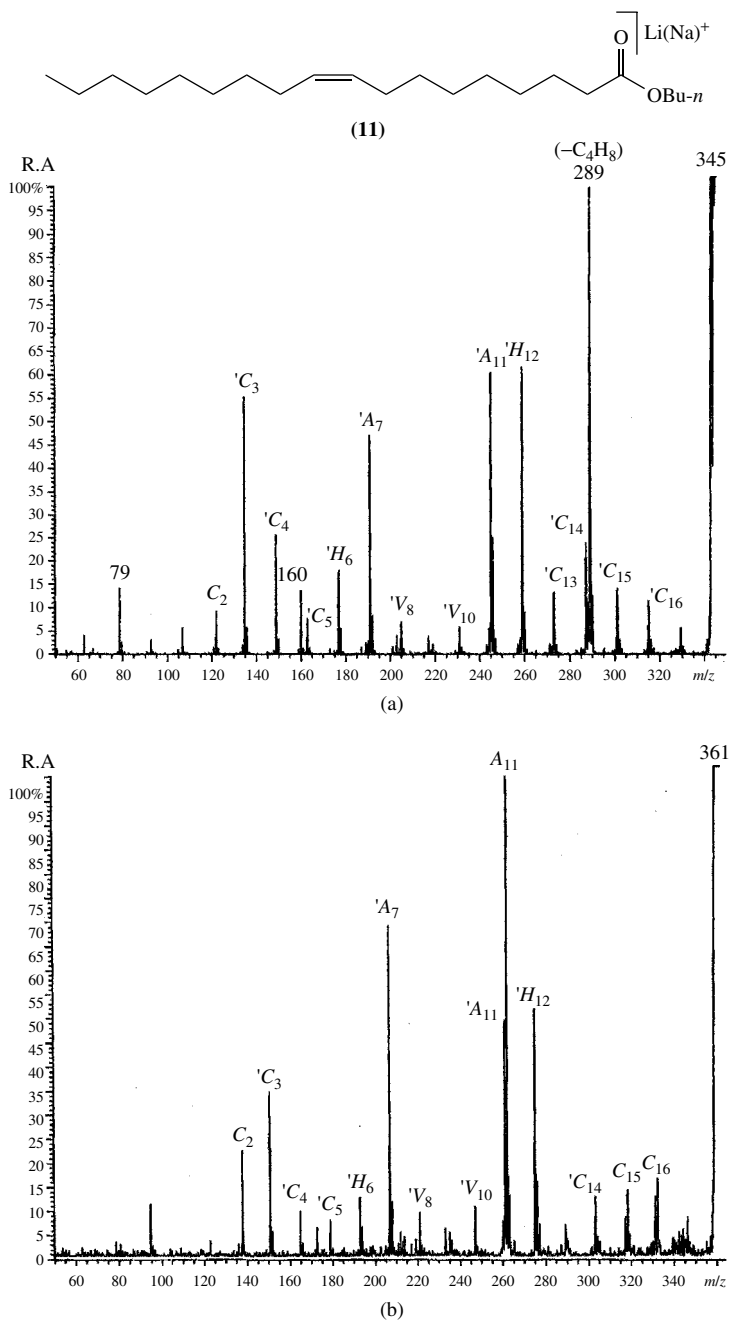 O
Li(Na)+
OBu-n
(11)
R.A
(–C4H8)
289
345
100%
95
90
85
80
75
70
65
60
55
50
45
40
35
30
25
20
15
10
5
0
79
C2
'C3
'C4
160
'C5
'H6
'A7
'V8
'V10
'A11
'H12
'C13
'C14
'C15
'C16
60 80 100 120 140 160 180 200 220 240 260 280 300 320 m/z
(a)
R.A
A11
361
100%
95
90
85
80
75
70
65
60
55
50
45
40
35
30
25
20
15
10
5
0
C2
'C3
'C4
'C5
'H6
'A7
'V8
'V10
'A11
'H12
'C14
C15
C16
60 80 100 120 140 160 180 200 220 240 260 280 300 320 340 m/z
(b)